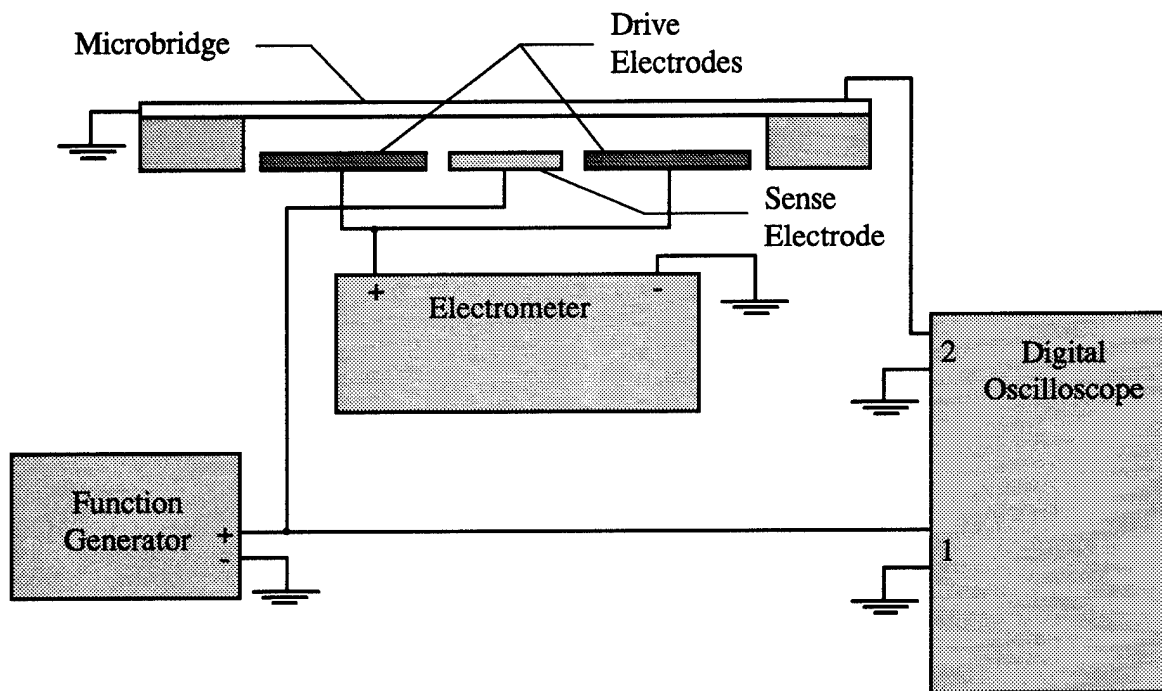 Microbridge
Drive
Electrodes
Sense
Electrode
+ -
Electrometer
2
Digital
Oscilloscope
Function
Generator
+
-
1